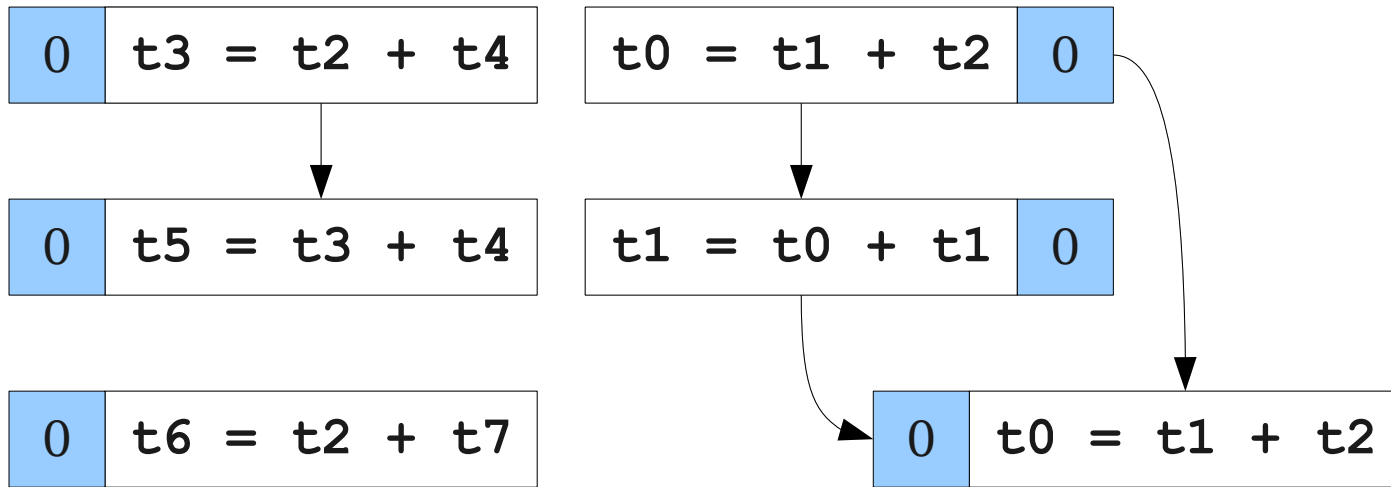 0 t3 = t2 + t4
t0 = t1 + t2 0
0 t5 = t3 + t4
t1 = t0 + t1 0
0 t6 = t2 + t7
0 t0 = t1 + t2